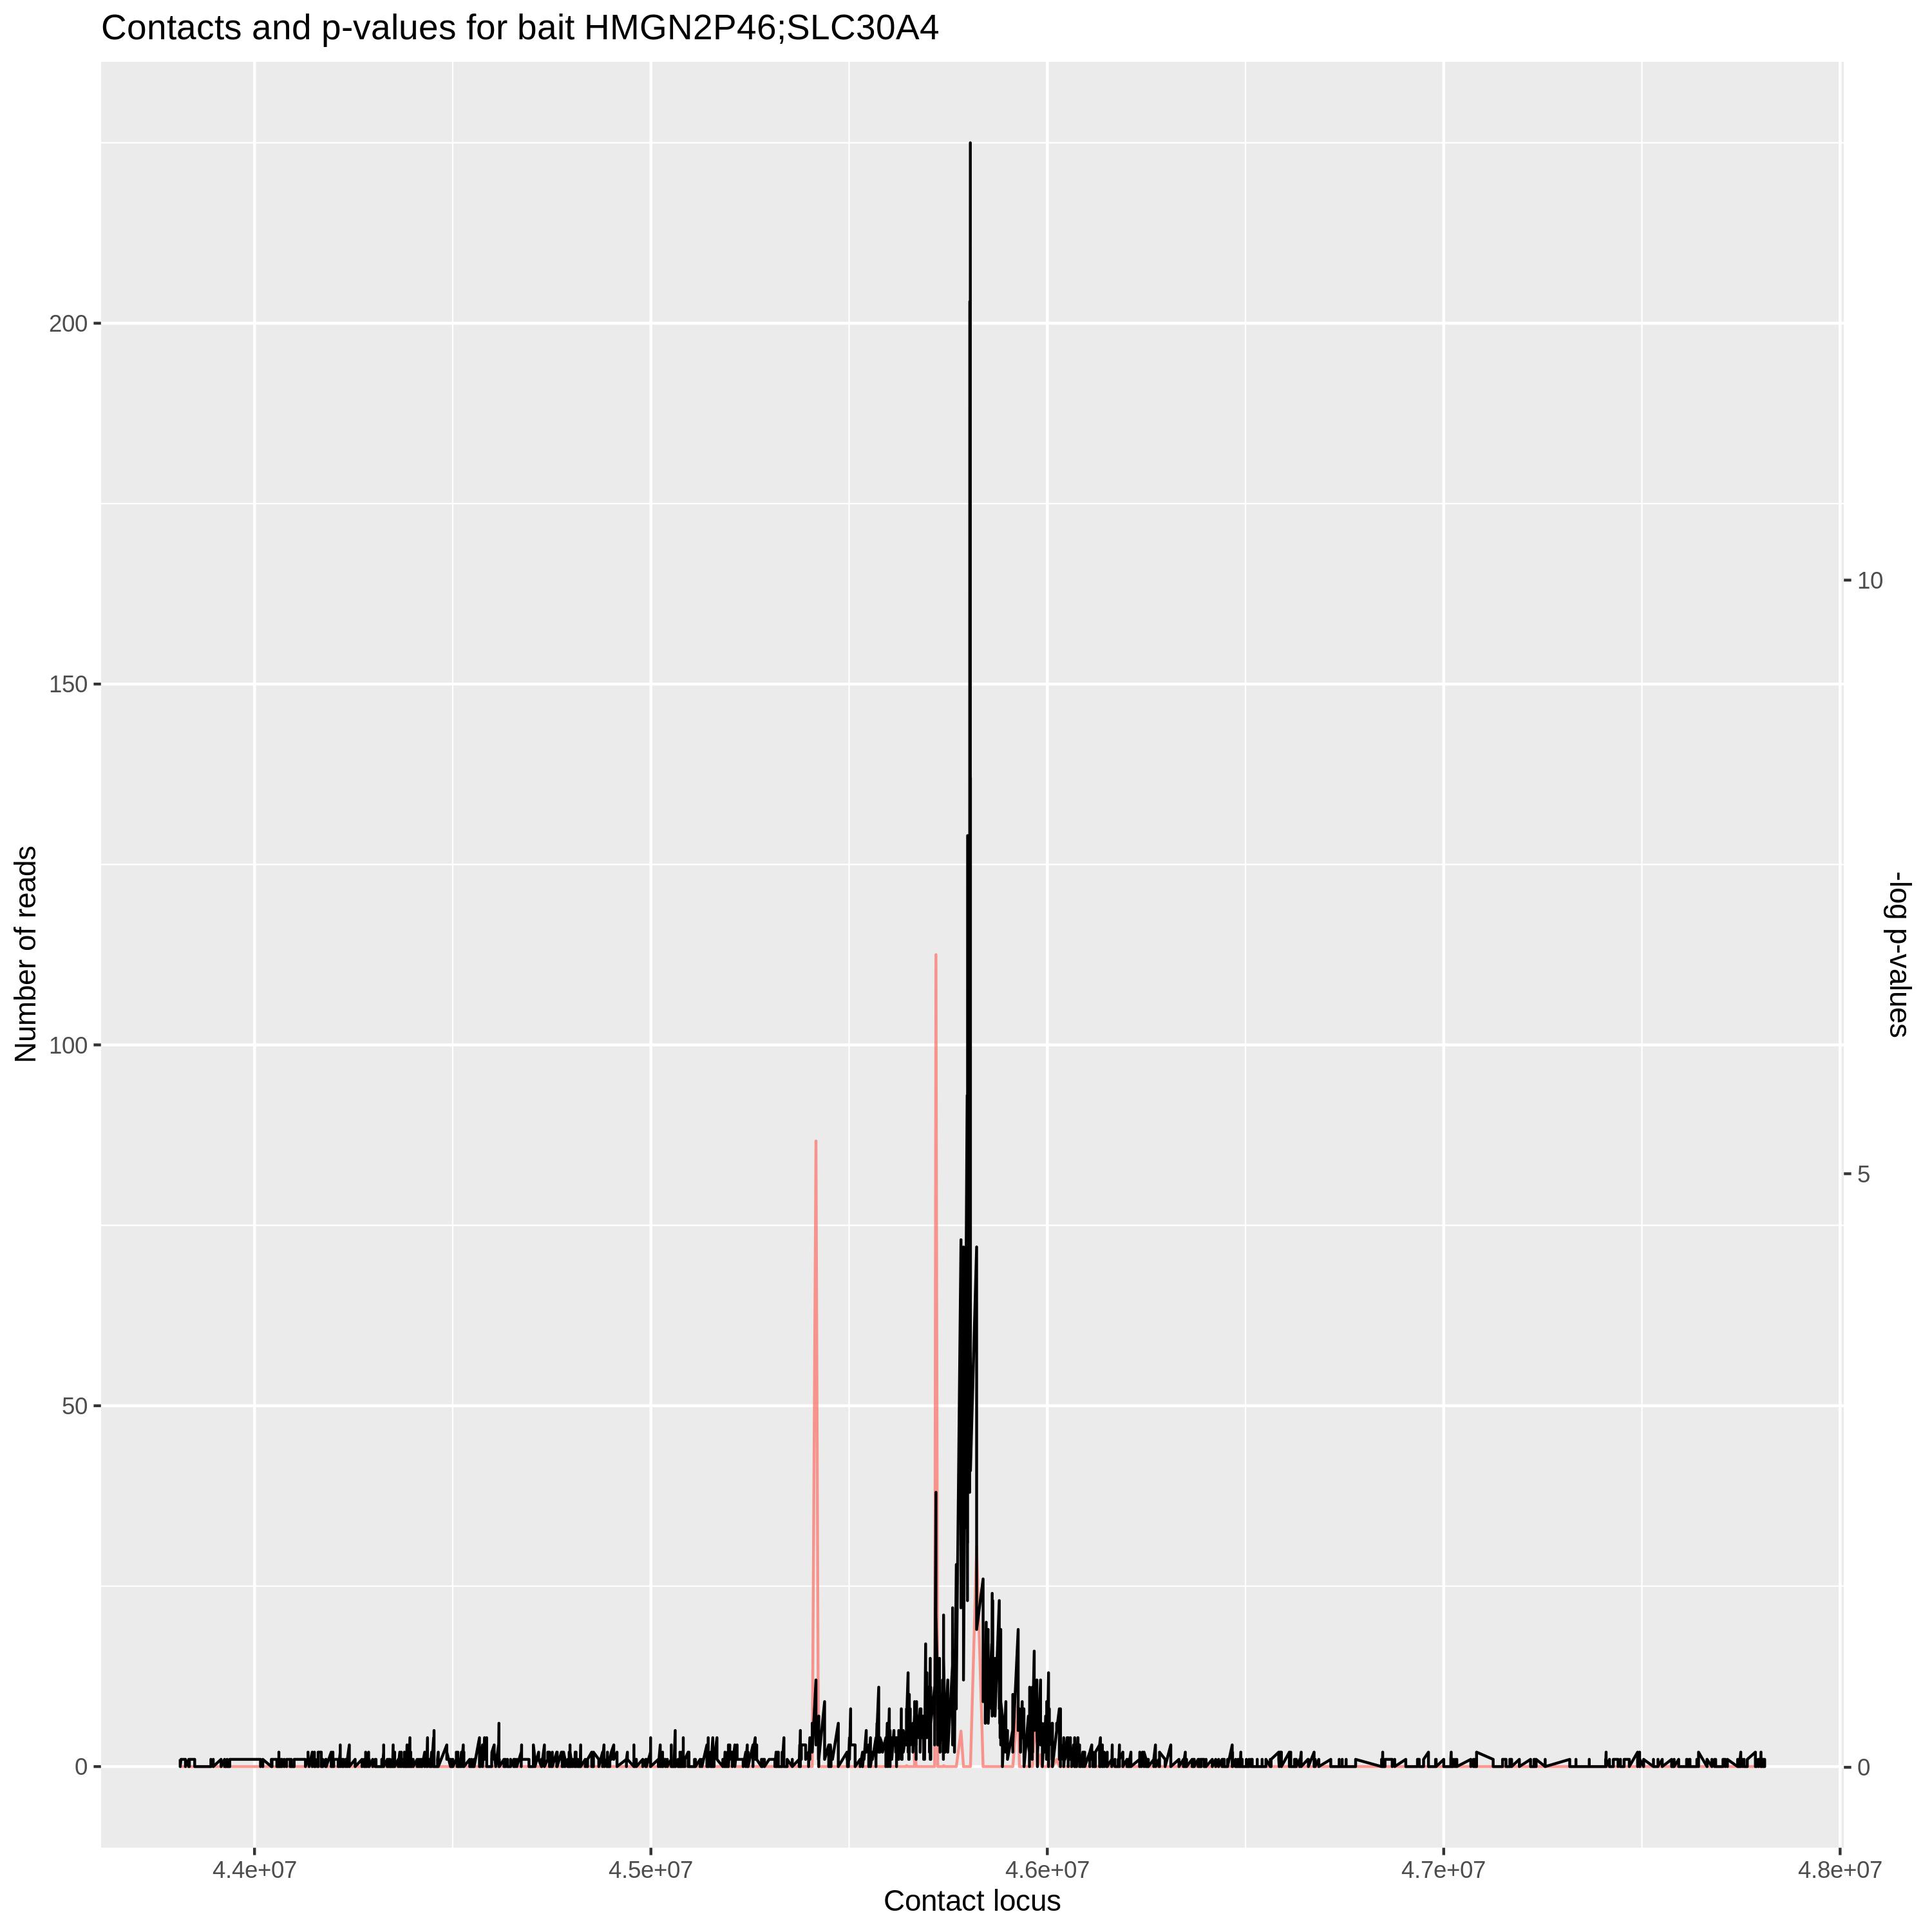 Contacts and p-values for bait HMGN2P46;SLC30A4
Number of reads
200
150
100
50
0
10
5
0
-log p-values
4.4e+07 4.5e+07 4.6e+07 4.7e+07 4.8e+07
Contact locus